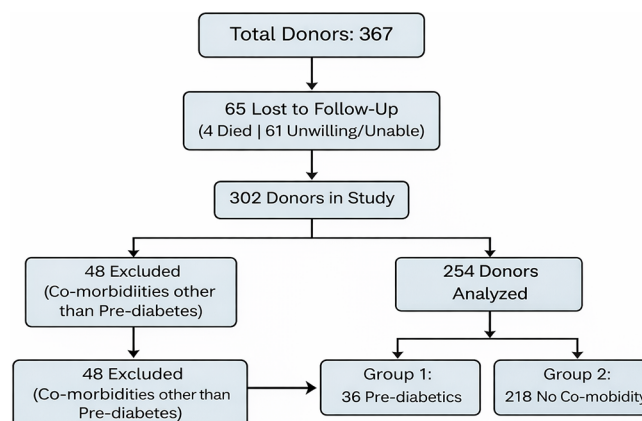 Total Donors: 367
65 Lost to Follow-Up
(4 Died | 61 Unwilling/Unable)
302 Donors in Study
48 Excluded
(Co-morbidiities other
than Pre-diabetes)
254 Donors
Analyzed
48 Excluded
(Co-morbidities other than
Pre-diabetes)
Group 1:
36 Pre-diabetics
Group 2:
218 No Co-mobidity